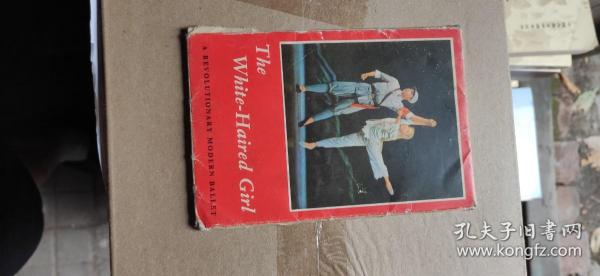 The
White-Haired Girl
A REVOLUTIONARY MODERN BALLET
孔夫子旧书网
www.kongfz.com